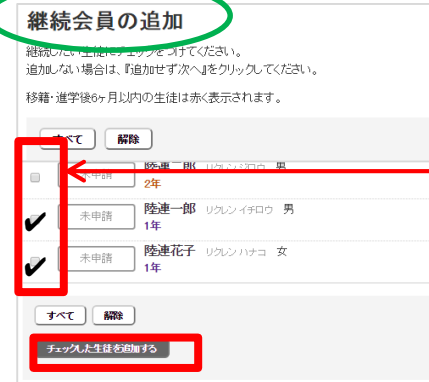 継続会員の追加
継続したい生徒にチェックをつけてください。
追加しない場合は、『追加せず次へ』をクリックしてください。
移籍・進学後6ヶ月以内の生徒は赤く表示されます。
すべて 解除
未申請 陸連二郎 リクレンジロウ 男
2年
未申請 陸連一郎 リクレンイチロウ 男
1年
未申請 陸連花子 リクレンハナコ 女
1年
すべて 解除
チェックした生徒を追加する